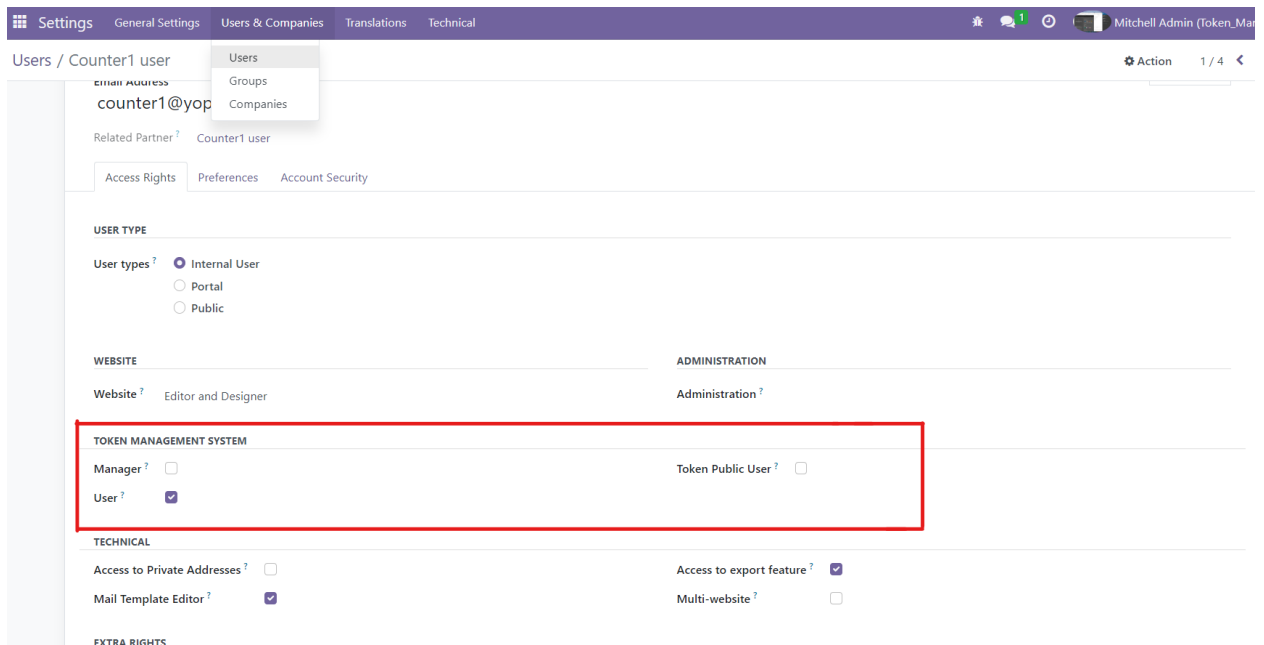 Settings General Settings Users & Companies Translations Technical 1 Mitchell Admin (Token_Mar
Users / Counter1 user Action 1 / 4
Users
Groups
Companies
Email Address
counter1@yop
Related Partner ? Counter1 user
Access Rights Preferences Account Security
USER TYPE
User types ? Internal User
Portal
Public
WEBSITE ADMINISTRATION
Website ? Editor and Designer Administration ?
TOKEN MANAGEMENT SYSTEM
Manager ? Token Public User ?
User ?
TECHNICAL
Access to Private Addresses ? Access to export feature ?
Mail Template Editor ? Multi-website ?
EXTRA RIGHTS